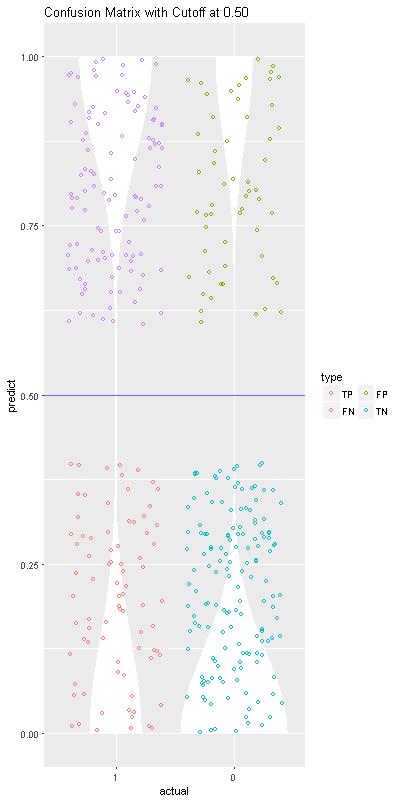 Confusion Matrix with Cutoff at 0.50
1.00
0.75
0.50
0.25
0.00
predict
1 0
actual
type
TP FP
FN TN